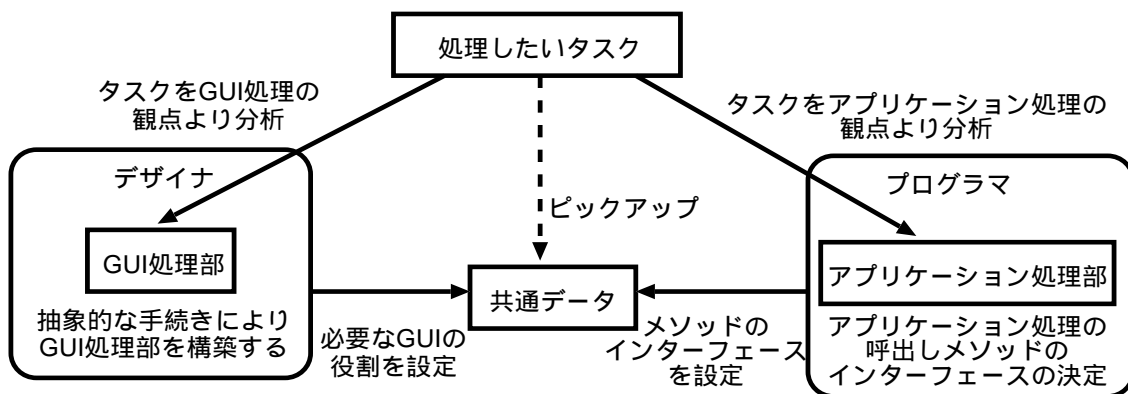 処理したいタスク
タスクをGUI処理の
観点より分析
タスクをアプリケーション処理の
観点より分析
デザイナ
プログラマ
ピックアップ
GUI処理部
共通データ
アプリケーション処理部
抽象的な手続きにより
GUI処理部を構築する
必要なGUIの
役割を設定
メソッドの
インターフェース
を設定
アプリケーション処理の
呼出しメソッドの
インターフェースの決定